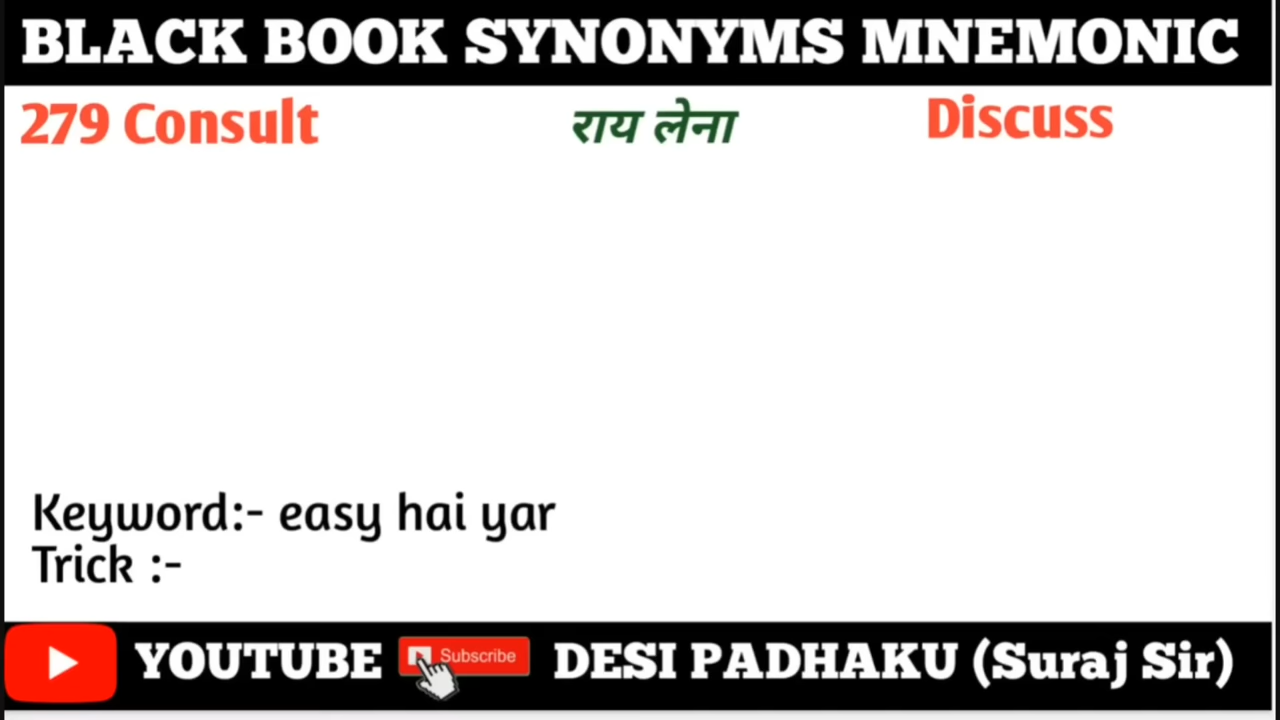 BLACK BOOK SYNONYMS MNEMONIC
279 Consult राय लेना Discuss
Keyword:- easy hai yar
Trick :-
YOUTUBE Subscribe DESI PADHAKU (Suraj Sir)